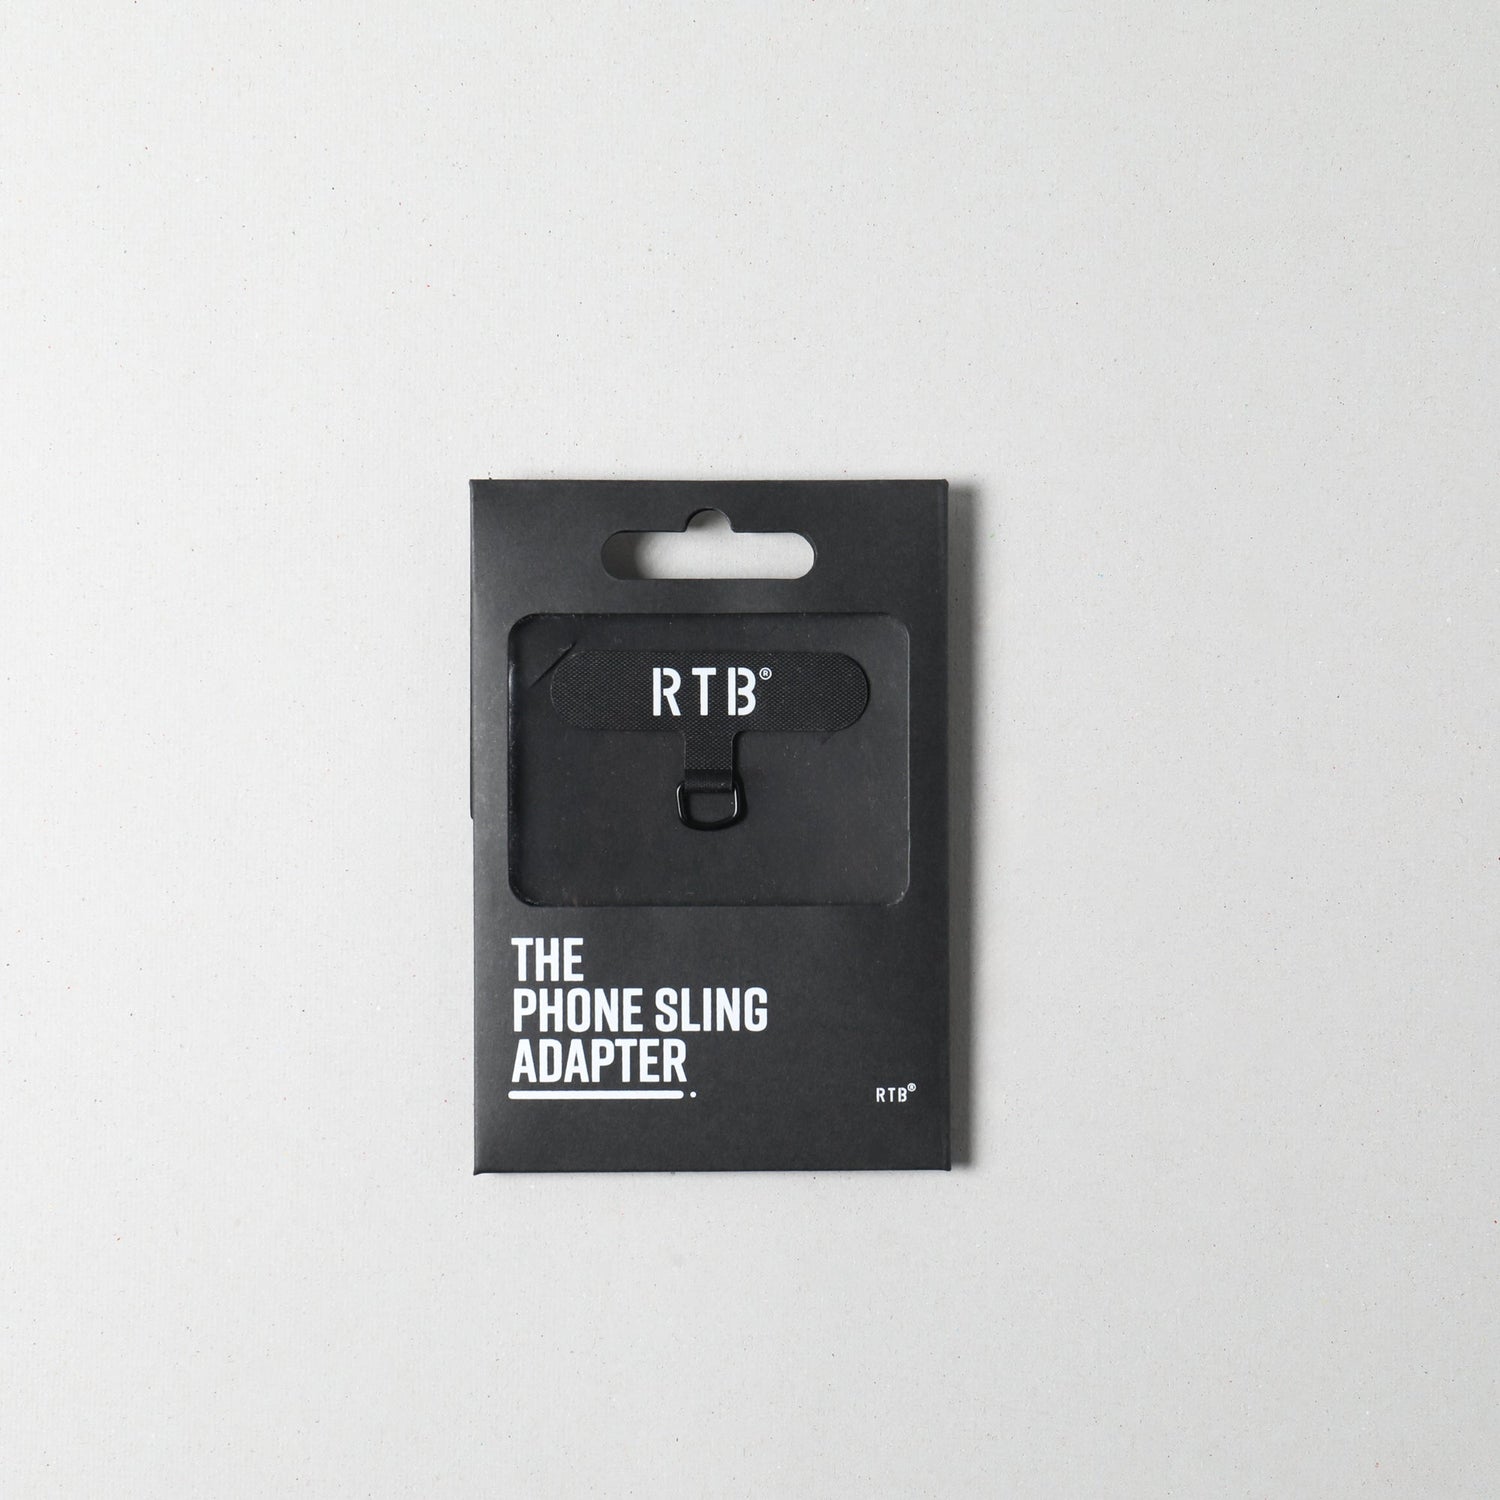 RTB®
THE
PHONE SLING
ADAPTER
RTB®